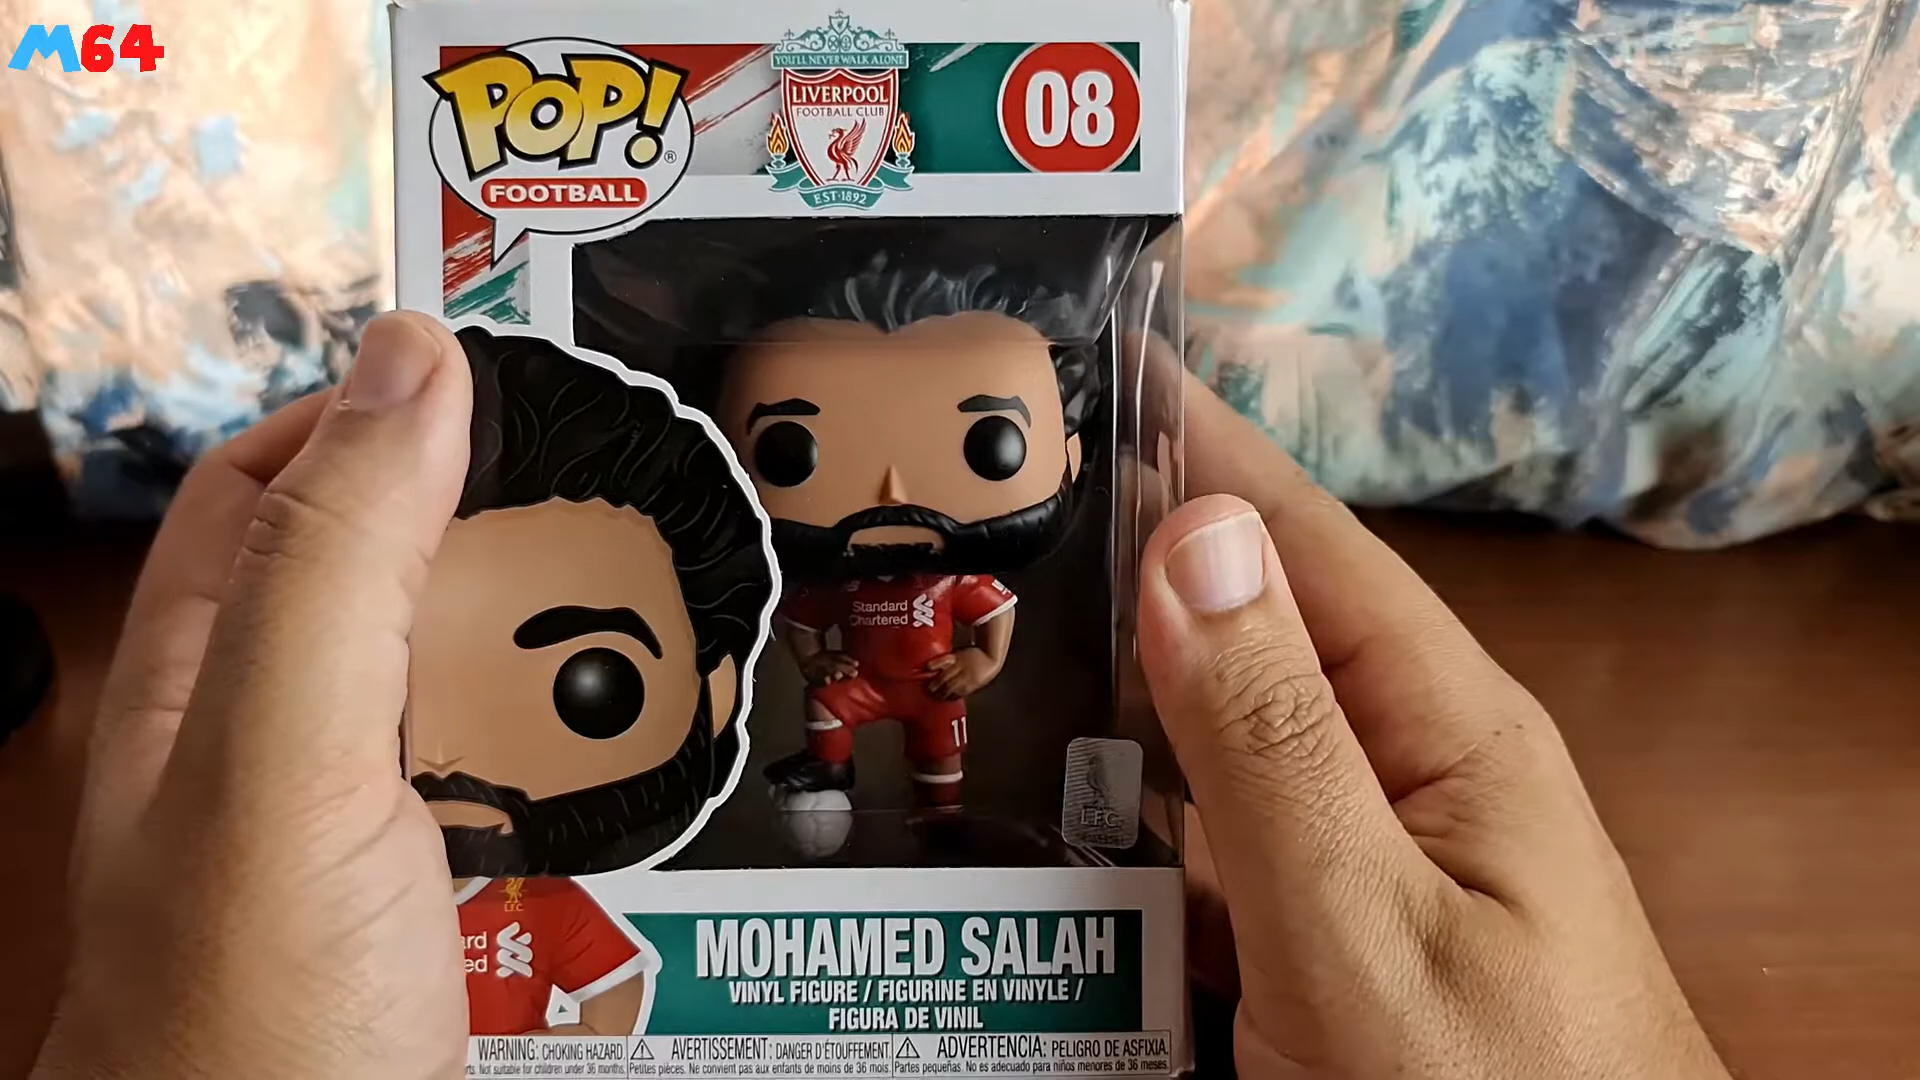 M64
POP!
®
FOOTBALL
YOU'LL NEVER WALK ALONE
LIVERPOOL
FOOTBALL CLUB
EST·1892
08
Standard
Chartered
11
L.F.C.
L.F.C.
ard
ed
MOHAMED SALAH
VINYL FIGURE / FIGURINE EN VINYLE /
FIGURA DE VINIL
WARNING: CHOKING HAZARD.
Not suitable for children under 36 months.
AVERTISSEMENT: DANGER D'ÉTOUFFEMENT.
Petites pièces. Ne convient pas aux enfants de moins de 36 mois.
ADVERTENCIA: PELIGRO DE ASFIXIA.
Partes pequeñas. No es adecuado para niños menores de 36 meses.